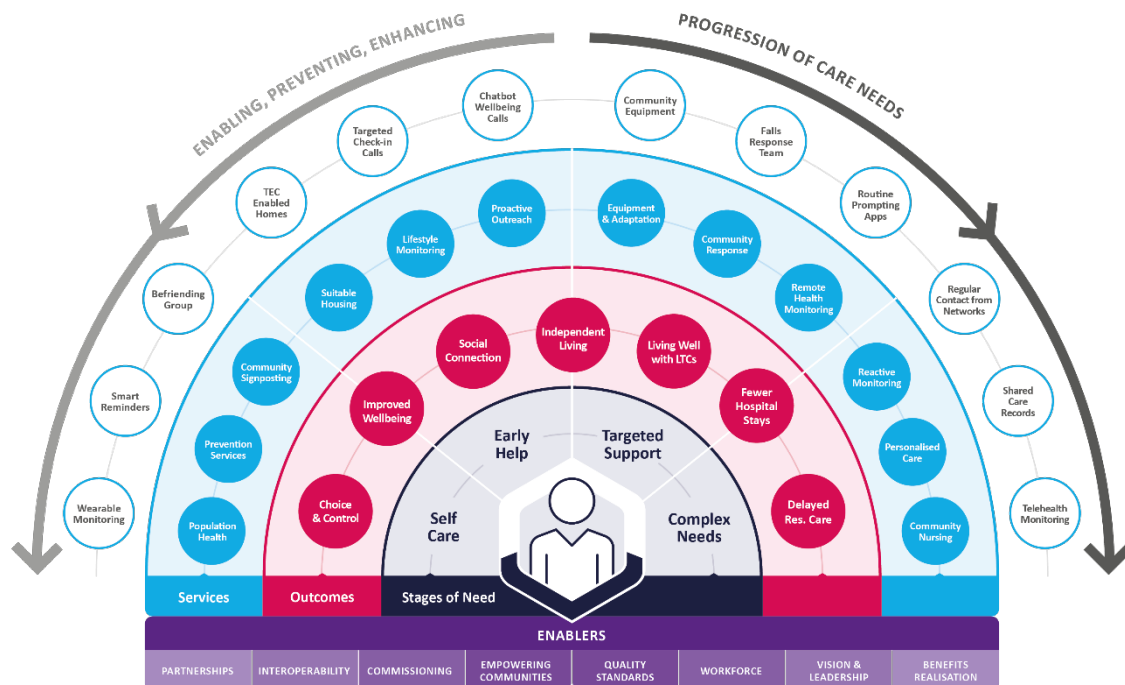 ENABLING, PREVENTING, ENHANCING
PROGRESSION OF CARE NEEDS
Wearable
Monitoring
Smart
Reminders
Befriending
Group
TEC
Enabled
Homes
Targeted
Check-in
Calls
Chatbot
Wellbeing
Calls
Community
Equipment
Falls
Response
Team
Routine
Prompting
Apps
Regular
Contact from
Networks
Shared
Care
Records
Telehealth
Monitoring
Population
Health
Prevention
Services
Community
Signposting
Suitable
Housing
Lifestyle
Monitoring
Proactive
Outreach
Equipment
& Adaptation
Community
Response
Remote
Health
Monitoring
Reactive
Monitoring
Personalised
Care
Community
Nursing
Choice
& Control
Improved
Wellbeing
Social
Connection
Independent
Living
Living Well
with LTCs
Fewer
Hospital
Stays
Delayed
Res. Care
Self
Care
Early
Help
Targeted
Support
Complex
Needs
Services
Outcomes
Stages of Need
ENABLERS
PARTNERSHIPS
INTEROPERABILITY
COMMISSIONING
EMPOWERING
COMMUNITIES
QUALITY
STANDARDS
WORKFORCE
VISION &
LEADERSHIP
BENEFITS
REALISATION